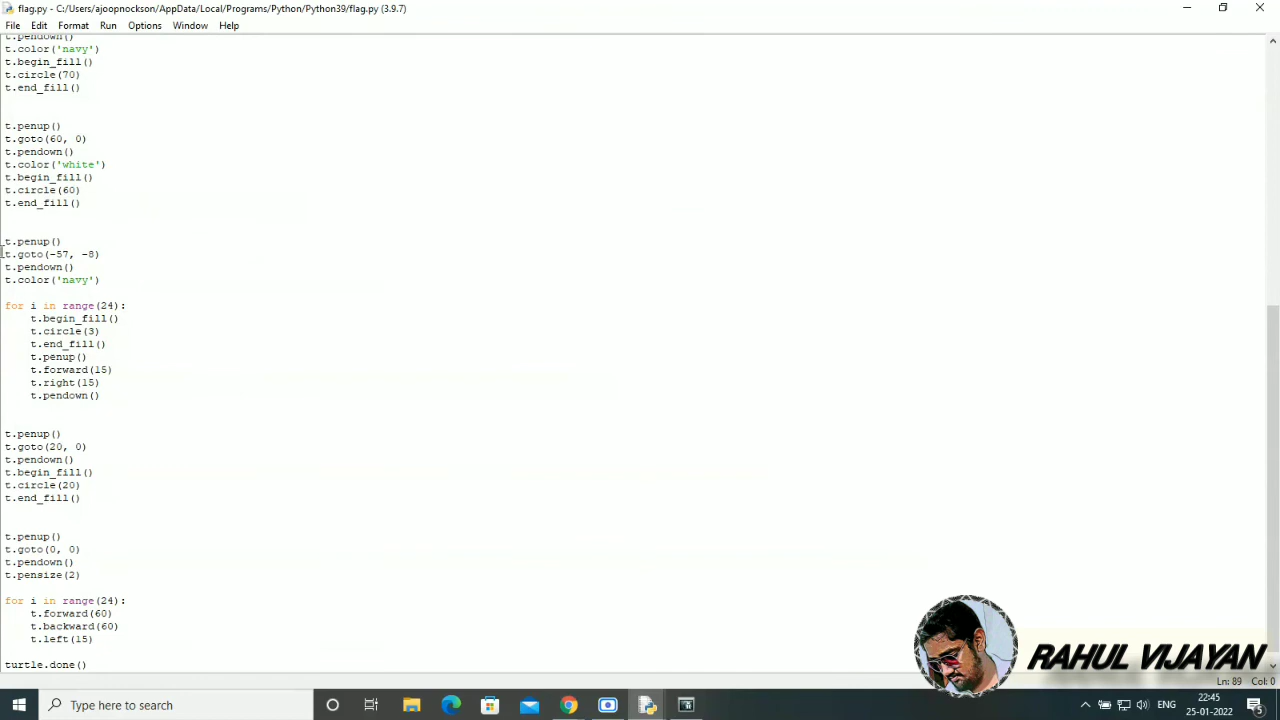 flag.py - C:/Users/ajoopnockson/AppData/Local/Programs/Python/Python39/flag.py (3.9.7)
File Edit Format Run Options Window Help
t.pendown()
t.color('navy')
t.begin_fill()
t.circle(70)
t.end_fill()
t.penup()
t.goto(60, 0)
t.pendown()
t.color('white')
t.begin_fill()
t.circle(60)
t.end_fill()
t.penup()
t.goto(-57, -8)
t.pendown()
t.color('navy')
for i in range(24):
    t.begin_fill()
    t.circle(3)
    t.end_fill()
    t.penup()
    t.forward(15)
    t.right(15)
    t.pendown()
t.penup()
t.goto(20, 0)
t.pendown()
t.begin_fill()
t.circle(20)
t.end_fill()
t.penup()
t.goto(0, 0)
t.pendown()
t.pensize(2)
for i in range(24):
    t.forward(60)
    t.backward(60)
    t.left(15)
turtle.done()
RAHUL VIJAYAN
Ln: 89 Col: 0
Type here to search
ENG
22:45
25-01-2022
5